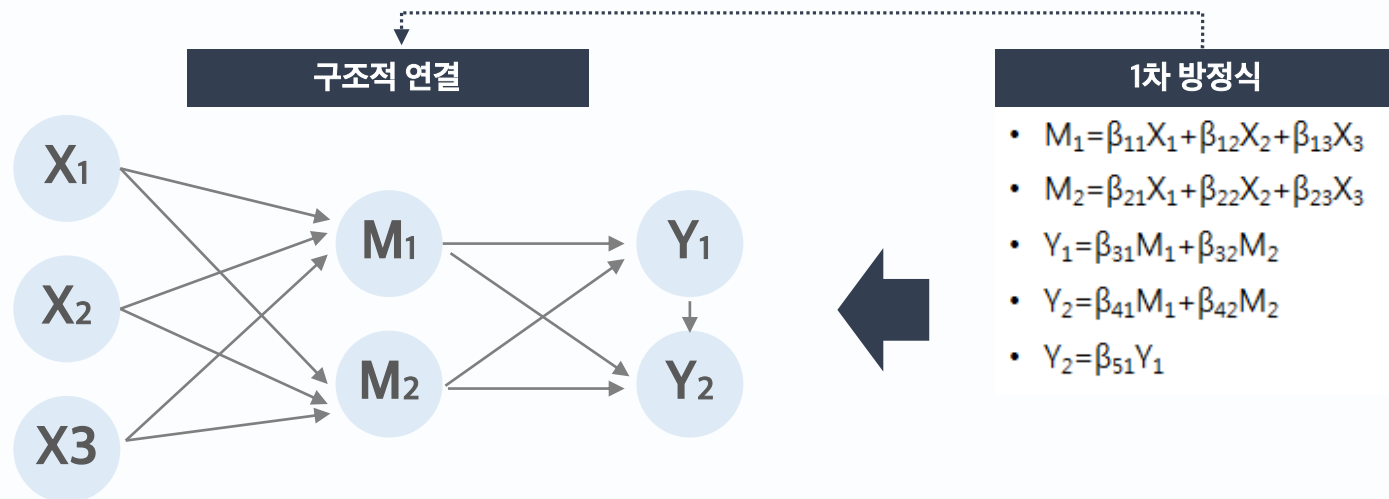 구조적 연결
X₁
X₂
X3
M₁
M₂
Y₁
Y₂
1차 방정식
• M₁=β₁₁X₁+β₁₂X₂+β₁₃X₃
• M₂=β₂₁X₁+β₂₂X₂+β₂₃X₃
• Y₁=β₃₁M₁+β₃₂M₂
• Y₂=β₄₁M₁+β₄₂M₂
• Y₂=β₅₁Y₁